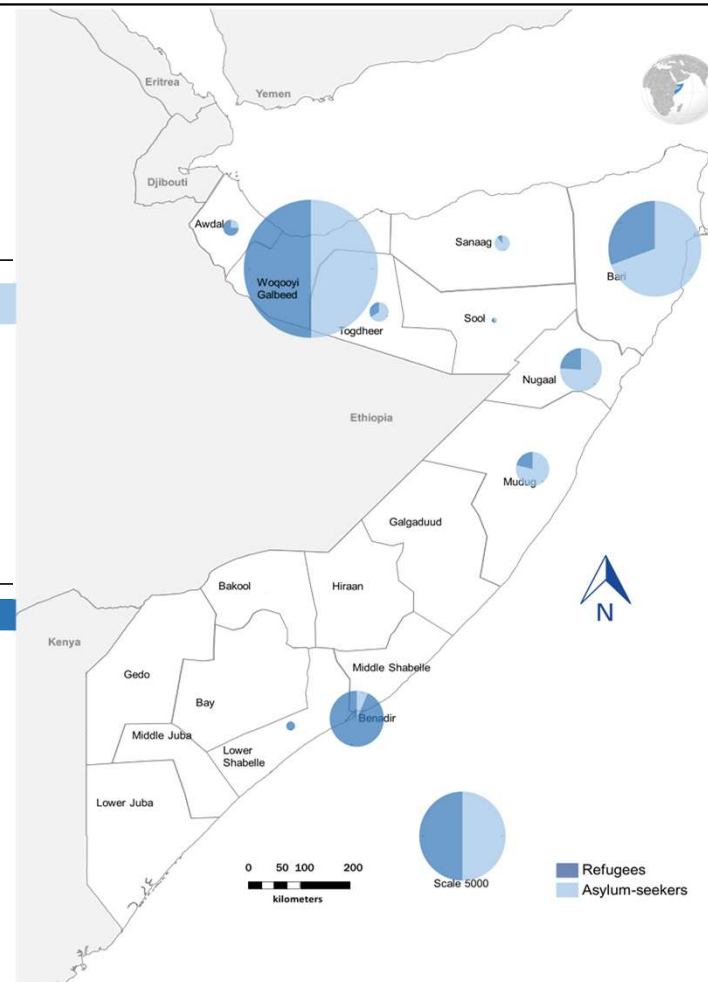 Eritrea
Yemen
Djibouti
Awdal
Sanaag
Bari
Woqooyi
Galbeed
Togdheer
Sool
Nugaal
Ethiopia
Mudug
Galgaduud
Bakool
Hiraan
N
Kenya
Middle Shabelle
Gedo
Bay
Benadir
Middle Juba
Lower
Shabelle
Lower Juba
0 50 100 200
kilometers
Scale 5000
Refugees
Asylum-seekers